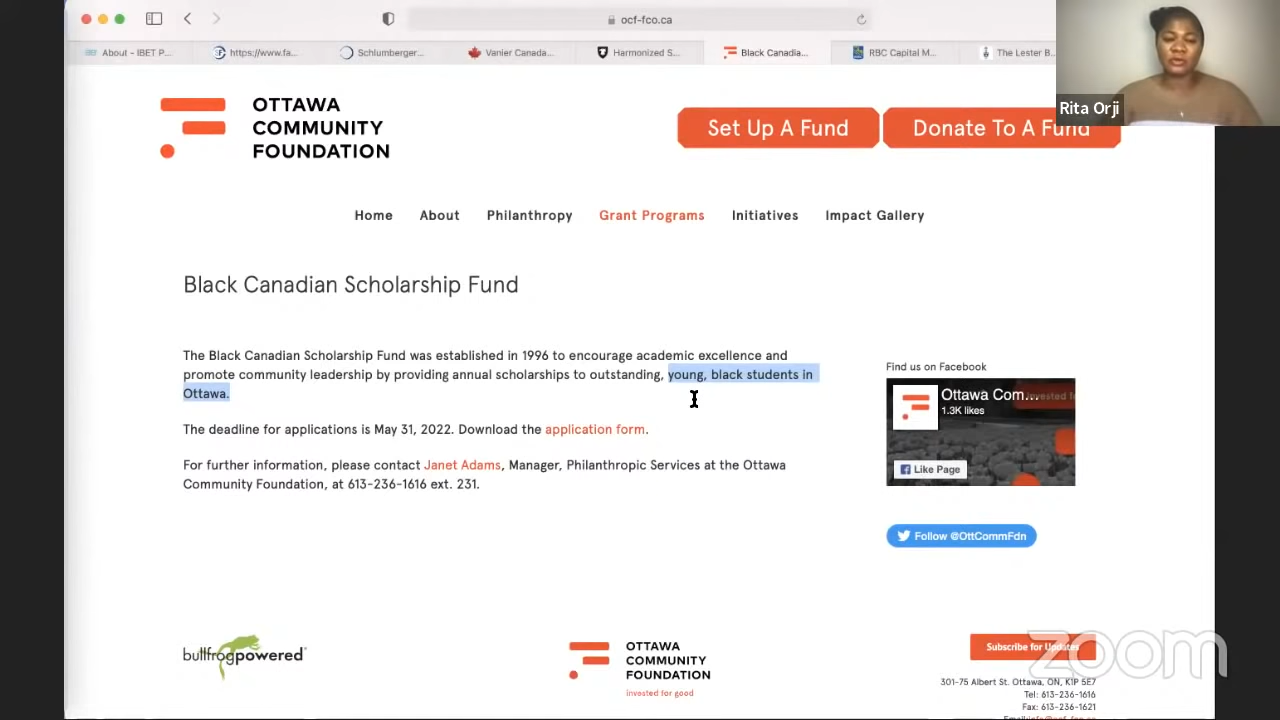 ocf-fco.ca
About - IBET P...
https://www.fa...
Schlumberger...
Vanier Canada...
Harmonized S...
Black Canadia...
RBC Capital M...
The Lester B...
Rita Orji
OTTAWA
COMMUNITY
FOUNDATION
Set Up A Fund
Donate To A Fund
Home
About
Philanthropy
Grant Programs
Initiatives
Impact Gallery
Black Canadian Scholarship Fund
The Black Canadian Scholarship Fund was established in 1996 to encourage academic excellence and
promote community leadership by providing annual scholarships to outstanding, young, black students in
Ottawa.
The deadline for applications is May 31, 2022. Download the application form.
For further information, please contact Janet Adams, Manager, Philanthropic Services at the Ottawa
Community Foundation, at 613-236-1616 ext. 231.
Find us on Facebook
Ottawa Com...
1.3K likes
Like Page
Follow @OttCommFdn
bullfrogpowered
OTTAWA
COMMUNITY
FOUNDATION
invested for good
Subscribe for Updates
zoom
301-75 Albert St. Ottawa, ON, K1P 5E7
Tel: 613-236-1616
Fax: 613-236-1621